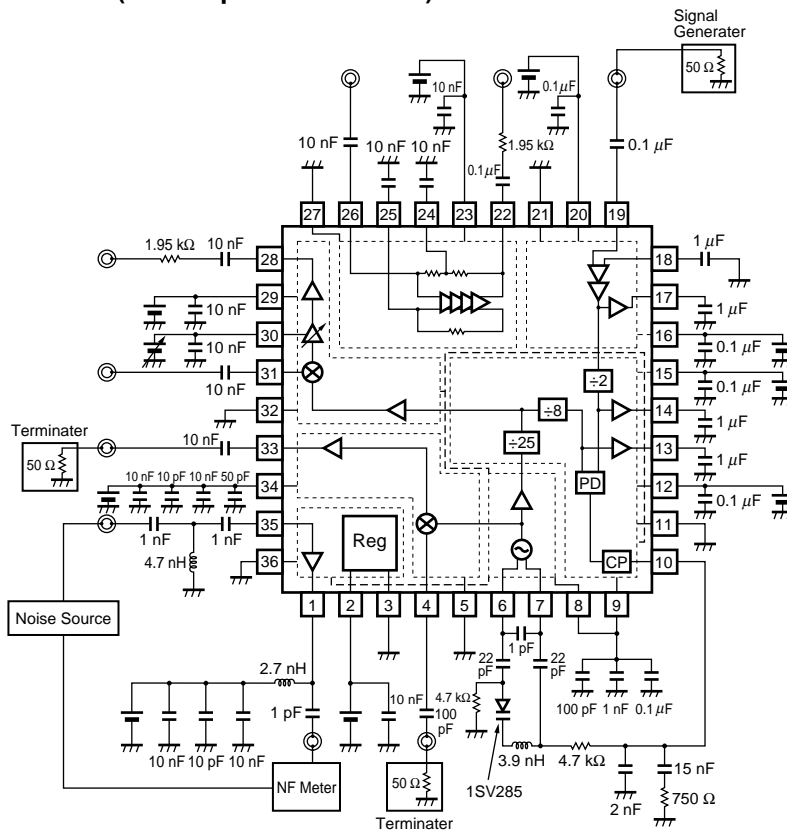 Signal
Generater
50 Ω
10 nF
0.1 μF
10 nF
10 nF
10 nF
0.1 μF
1.95 kΩ
0.1 μF
27
26
25
24
23
22
21
20
19
1.95 kΩ
10 nF
28
18
1 μF
29
10 nF
17
1 μF
30
10 nF
16
0.1 μF
31
10 nF
15
0.1 μF
÷2
32
÷8
14
1 μF
Terminater
50 Ω
10 nF
33
÷25
13
1 μF
10 nF
10 pF
10 nF
50 pF
34
PD
12
0.1 μF
35
1 nF
1 nF
4.7 nH
11
36
Reg
CP
10
Noise Source
1
2
3
4
5
6
7
8
9
2.7 nH
1 pF
10 nF
10 pF
10 nF
10 nF
100
pF
NF Meter
50 Ω
Terminater
22
pF
1 pF
22
pF
4.7 kΩ
1SV285
3.9 nH
4.7 kΩ
100 pF
1 nF
0.1 μF
2 nF
15 nF
750 Ω